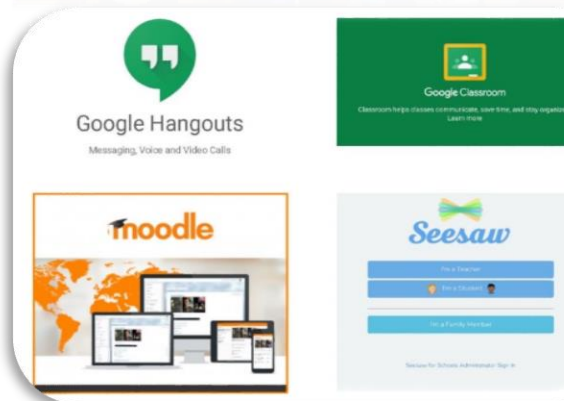 Google Hangouts
Messaging, Voice and Video Calls
Google Classroom
Classroom helps classes communicate, save time, and stay
Learn more
moodle
Seesaw
I'm a Teacher
I'm a Student
I'm a Family Member
Seesaw for Schools Administrator Sign in